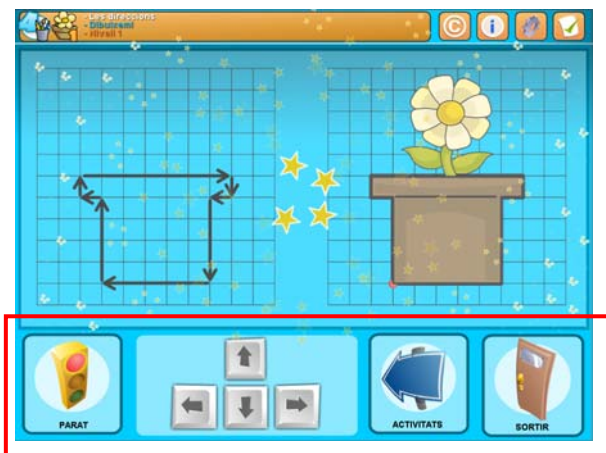 - Les direccions
- Dibuixem!
- Nivell 1
©
i
PARAT
ACTIVITATS
SORTIR